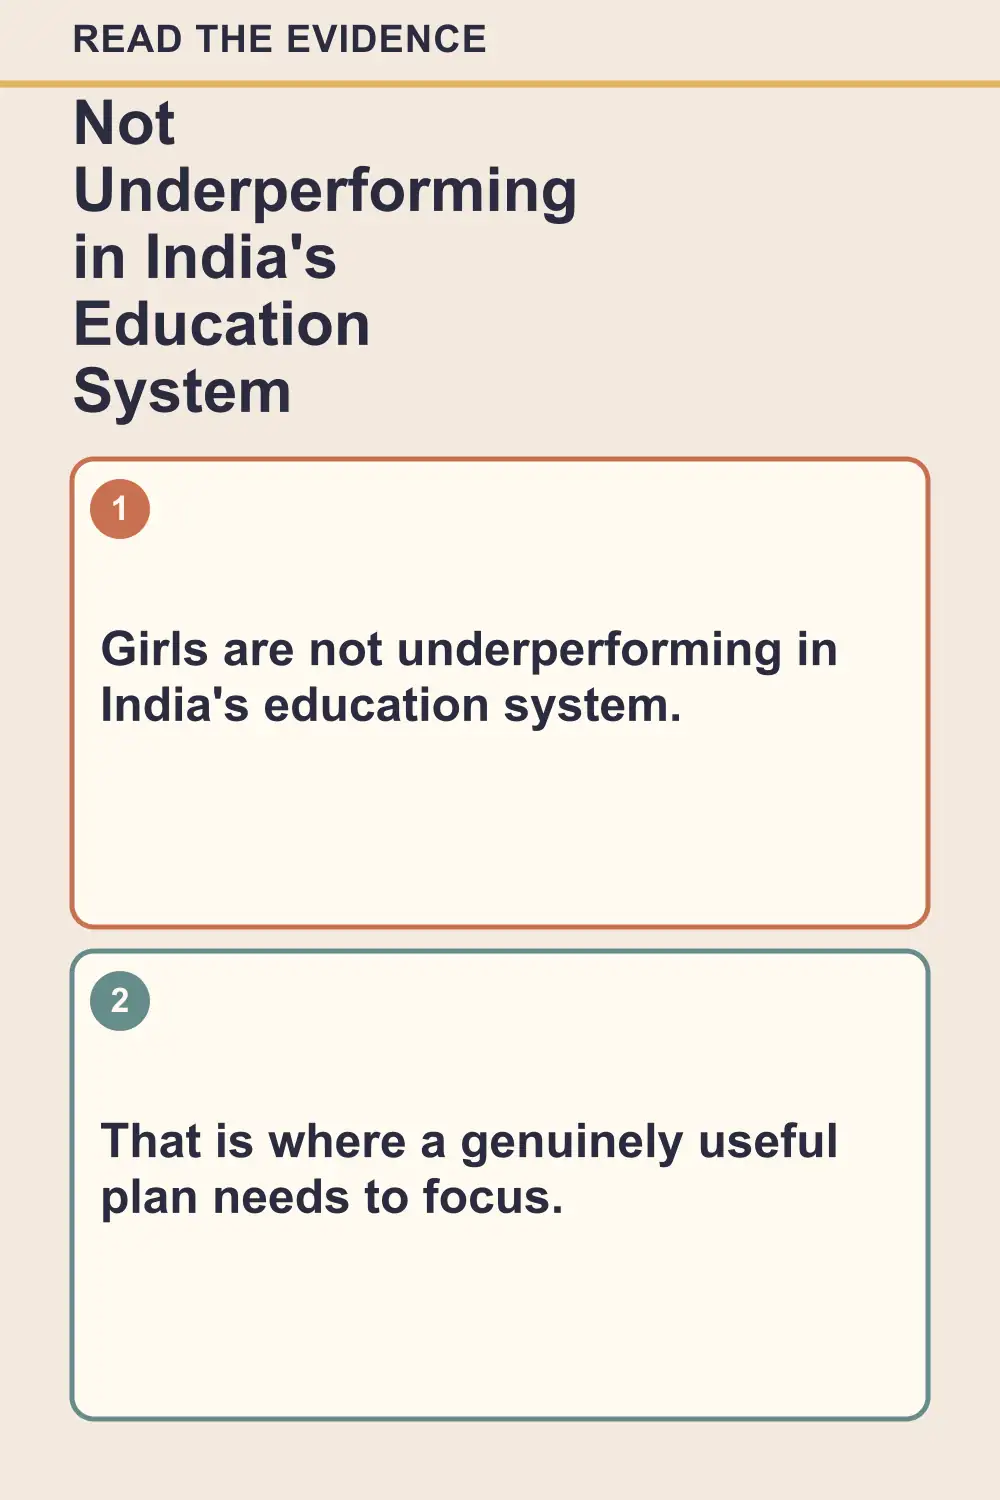 READ THE EVIDENCE
Not
Underperforming
in India's
Education
System
1
Girls are not underperforming in
India's education system.
2
That is where a genuinely useful
plan needs to focus.